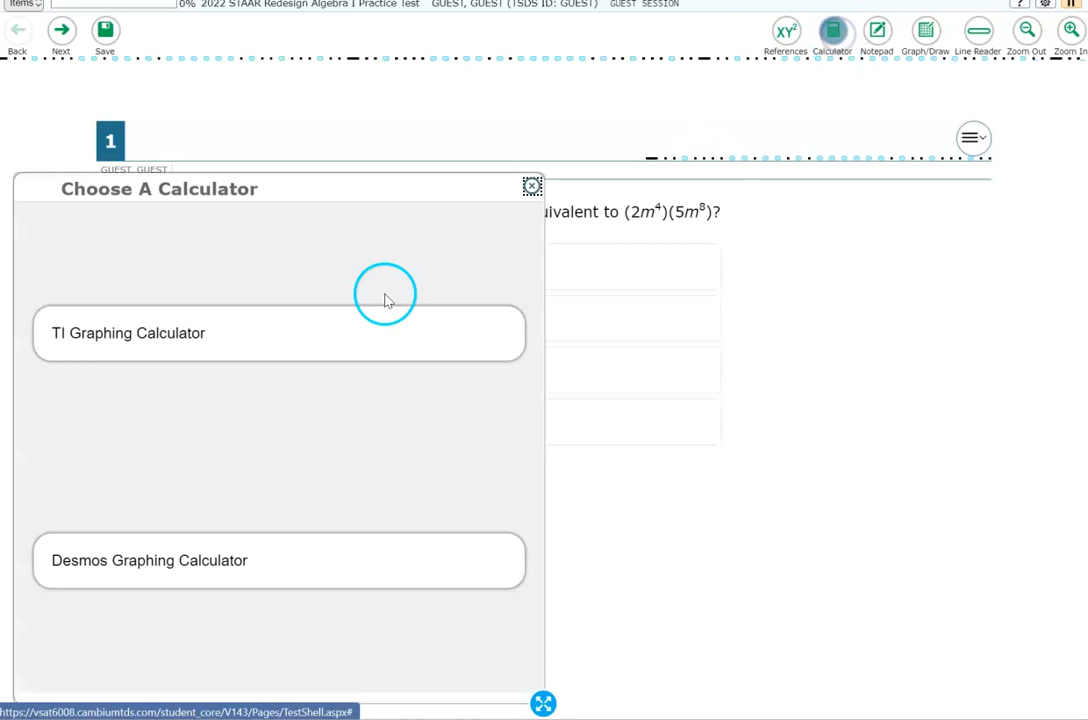 Items
0% 2022 STAAR Redesign Algebra I Practice Test GUEST, GUEST (TSDS ID: GUEST) GUEST SESSION
?
Back Next Save
XY²
References Calculator Notepad Graph/Draw Line Reader Zoom Out Zoom In
1
GUEST, GUEST
Choose A Calculator
uivalent to (2m⁴)(5m⁸)?
TI Graphing Calculator
Desmos Graphing Calculator
https://vsat6008.cambiumtds.com/student_core/V143/Pages/TestShell.aspx#